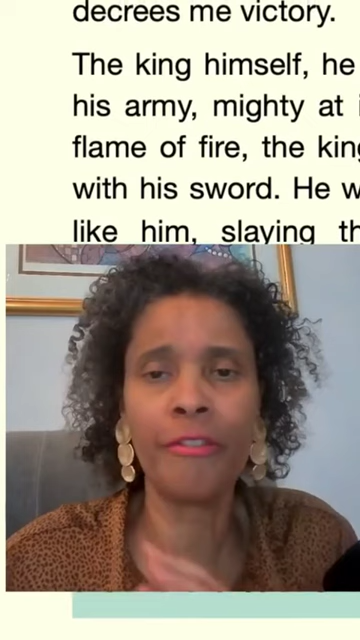 decrees me victory.
The king himself, he
his army, mighty at
flame of fire, the king
with his sword. He w
like him, slaying th